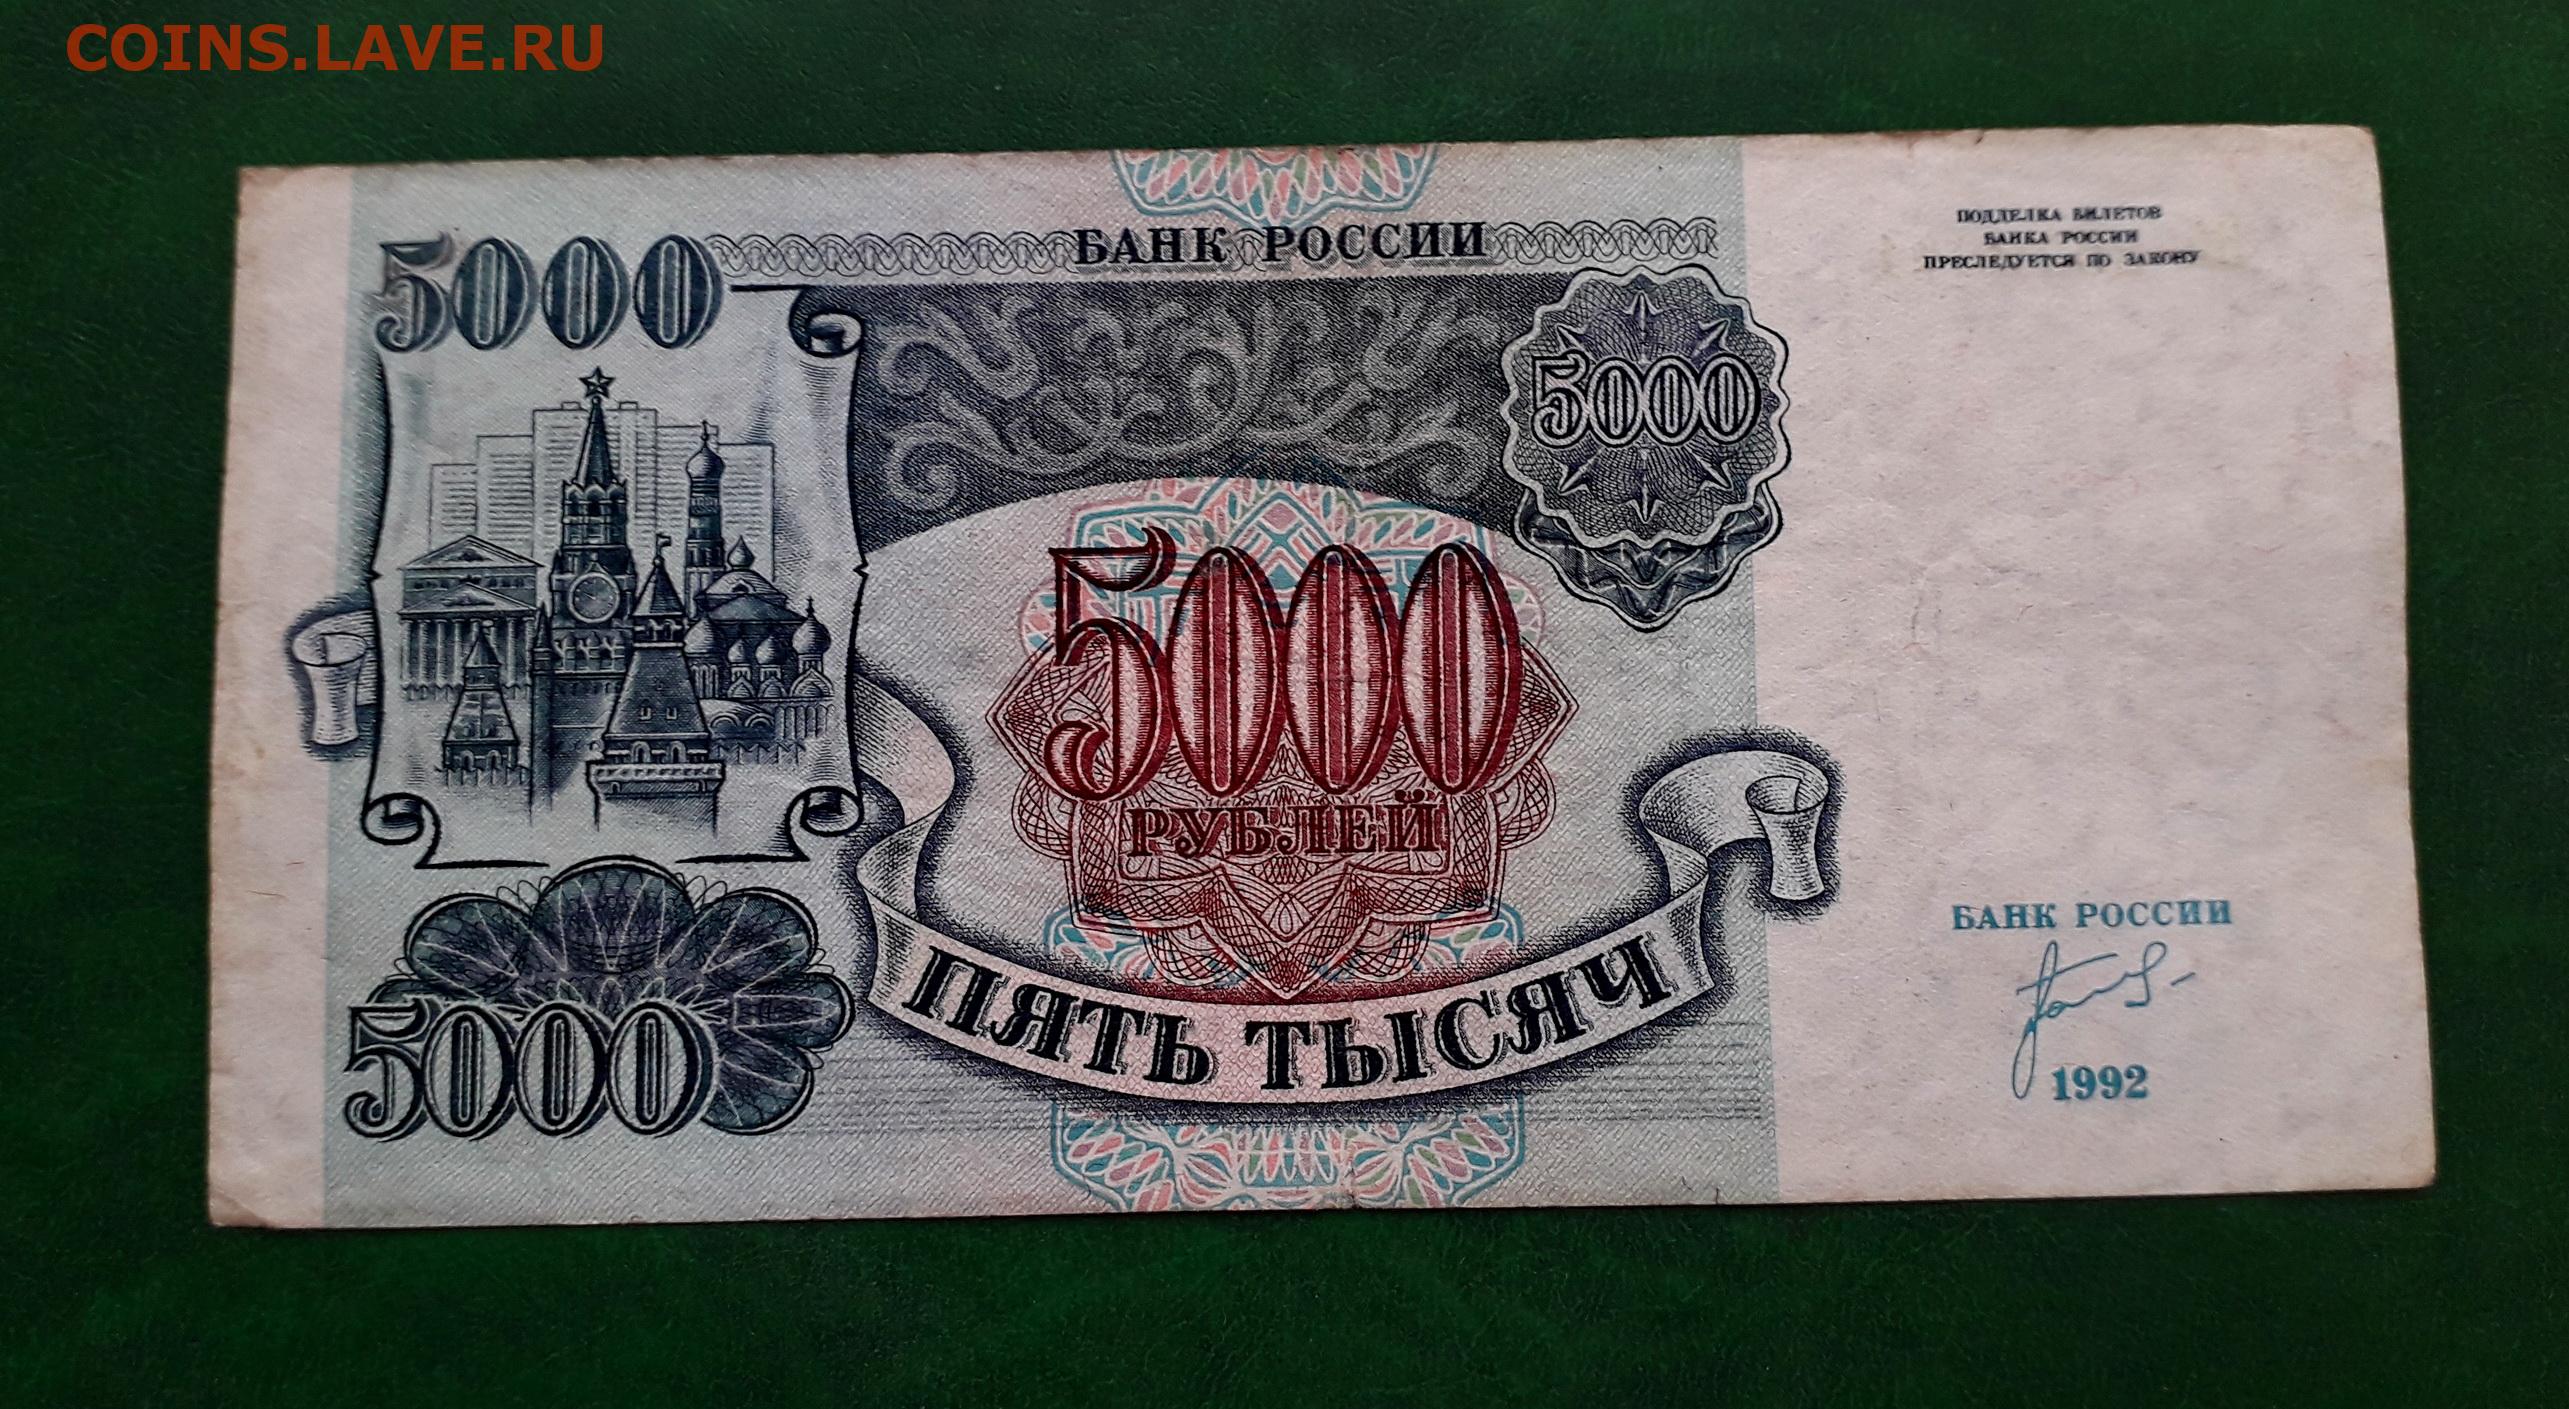 COINS.LAVE.RU
5000
БАНК РОССИИ
ПОДДЕЛКА БИЛЕТОВ
БАНКА РОССИИ
ПРЕСЛЕДУЕТСЯ ПО ЗАКОНУ
5000
5000
РУБЛЕЙ
ПЯТЬ ТЫСЯЧ
5000
БАНК РОССИИ
1992